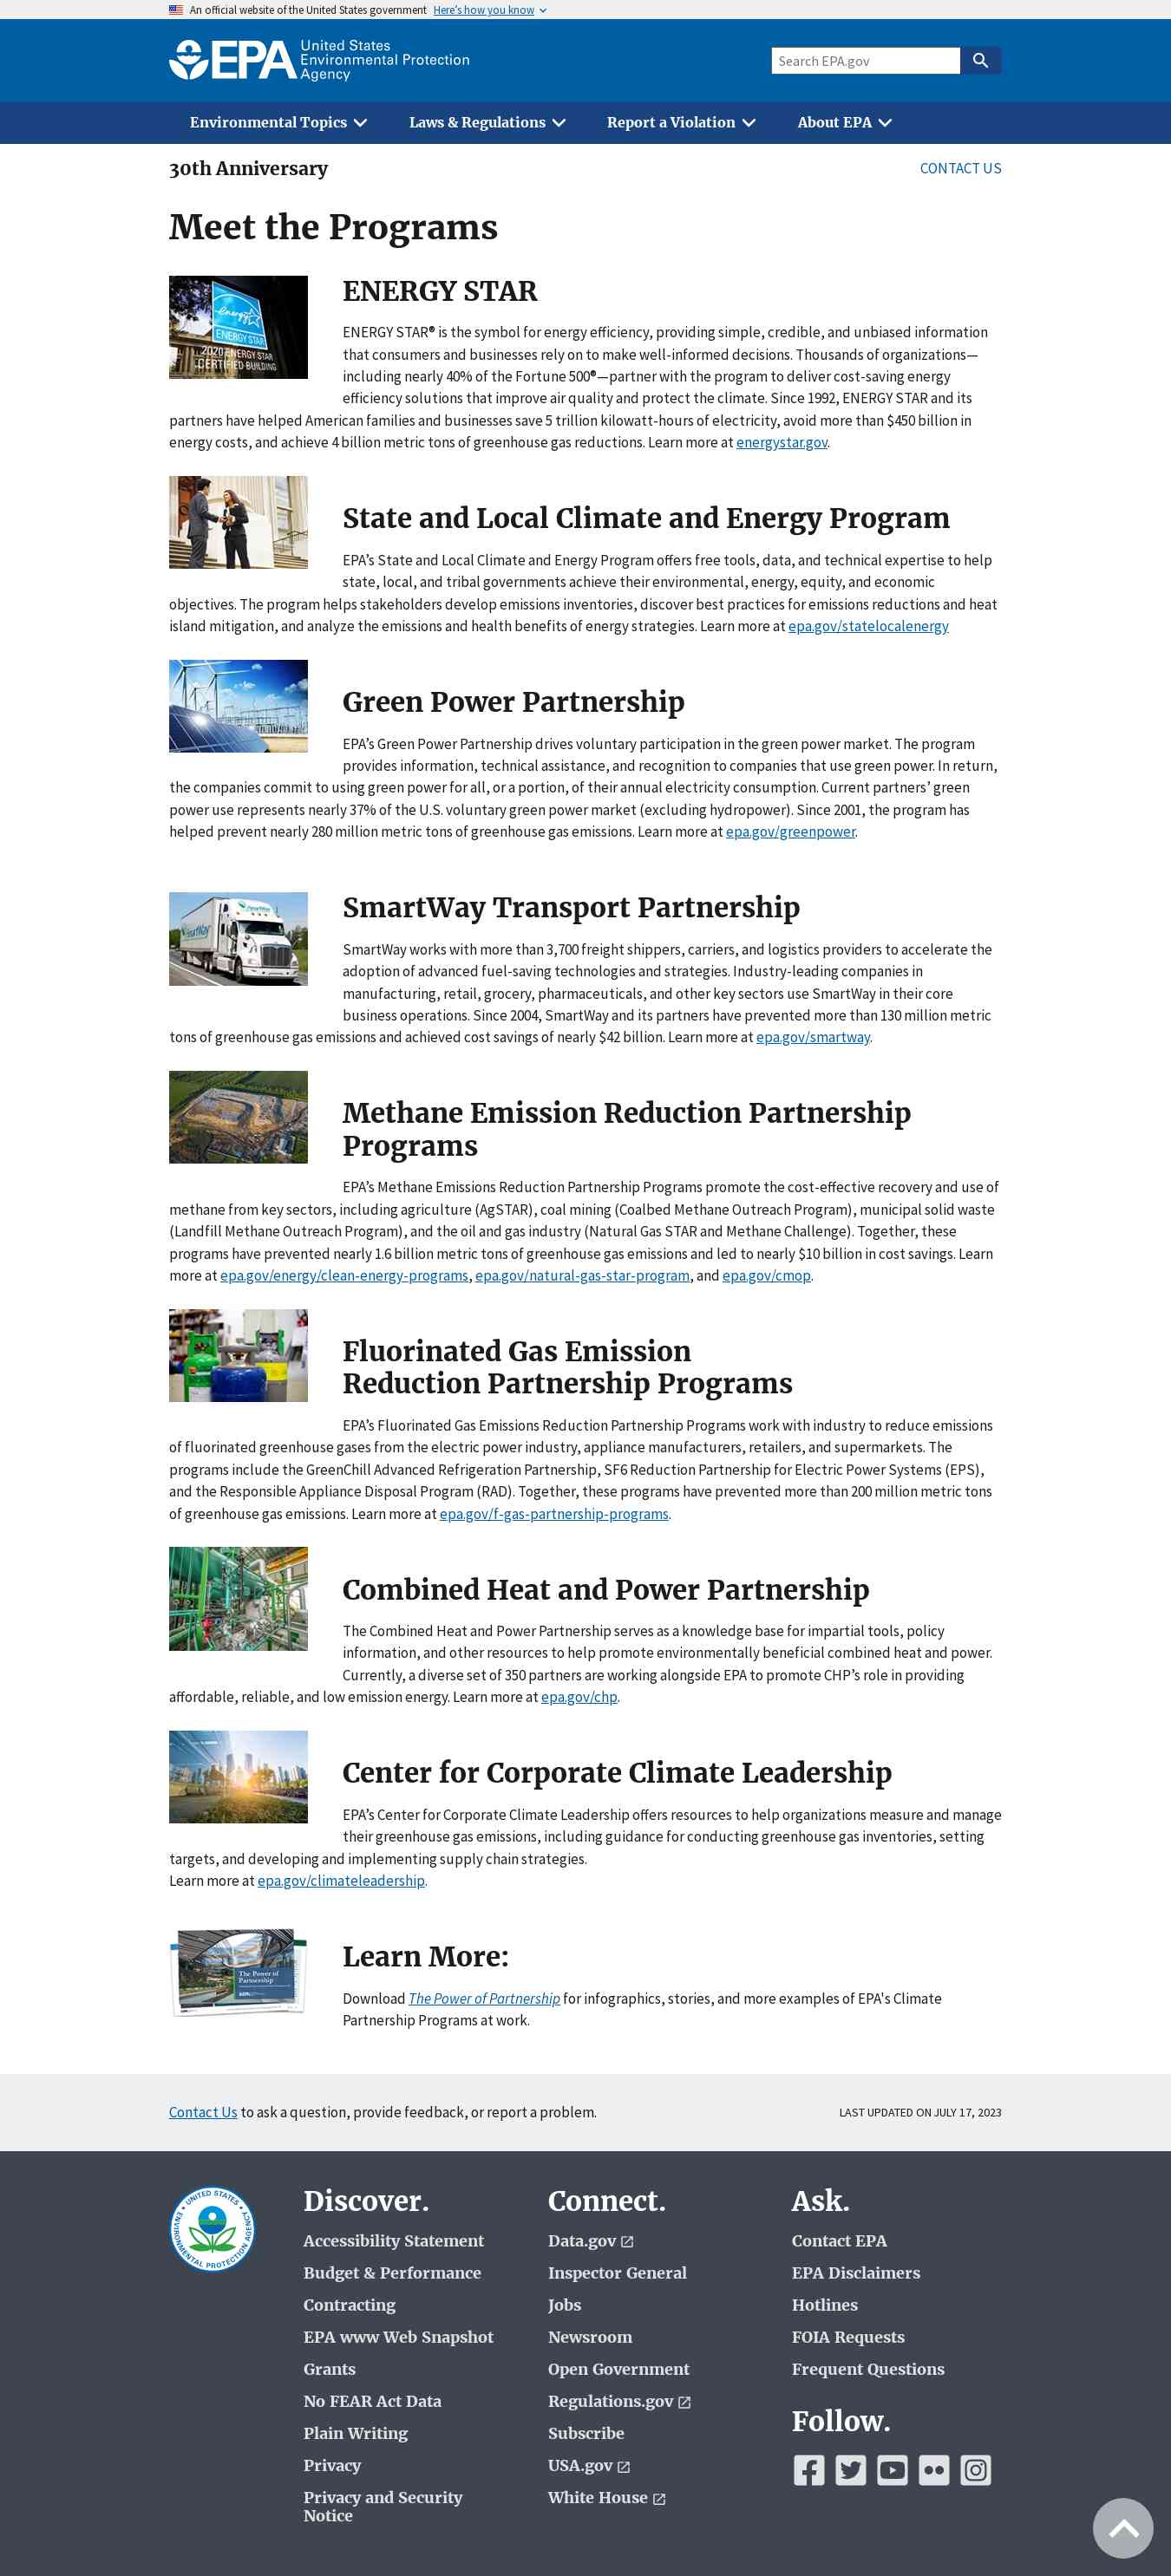 An official website of the United States government Here's how you know
EPA United States
Environmental Protection
Agency
Search EPA.gov
Environmental Topics Laws & Regulations Report a Violation About EPA
30th Anniversary CONTACT US
Meet the Programs
energy
ENERGY STAR
2020 ENERGY STAR
CERTIFIED BUILDING
ENERGY STAR
ENERGY STAR® is the symbol for energy efficiency, providing simple, credible, and unbiased information
that consumers and businesses rely on to make well-informed decisions. Thousands of organizations—
including nearly 40% of the Fortune 500®—partner with the program to deliver cost-saving energy
efficiency solutions that improve air quality and protect the climate. Since 1992, ENERGY STAR and its
partners have helped American families and businesses save 5 trillion kilowatt-hours of electricity, avoid more than $450 billion in
energy costs, and achieve 4 billion metric tons of greenhouse gas reductions. Learn more at energystar.gov.
State and Local Climate and Energy Program
EPA’s State and Local Climate and Energy Program offers free tools, data, and technical expertise to help
state, local, and tribal governments achieve their environmental, energy, equity, and economic
objectives. The program helps stakeholders develop emissions inventories, discover best practices for emissions reductions and heat
island mitigation, and analyze the emissions and health benefits of energy strategies. Learn more at epa.gov/statelocalenergy
Green Power Partnership
EPA’s Green Power Partnership drives voluntary participation in the green power market. The program
provides information, technical assistance, and recognition to companies that use green power. In return,
the companies commit to using green power for all, or a portion, of their annual electricity consumption. Current partners’ green
power use represents nearly 37% of the U.S. voluntary green power market (excluding hydropower). Since 2001, the program has
helped prevent nearly 280 million metric tons of greenhouse gas emissions. Learn more at epa.gov/greenpower.
SmartWay
SmartWay Transport Partnership
SmartWay works with more than 3,700 freight shippers, carriers, and logistics providers to accelerate the
adoption of advanced fuel-saving technologies and strategies. Industry-leading companies in
manufacturing, retail, grocery, pharmaceuticals, and other key sectors use SmartWay in their core
business operations. Since 2004, SmartWay and its partners have prevented more than 130 million metric
tons of greenhouse gas emissions and achieved cost savings of nearly $42 billion. Learn more at epa.gov/smartway.
Methane Emission Reduction Partnership
Programs
EPA’s Methane Emissions Reduction Partnership Programs promote the cost-effective recovery and use of
methane from key sectors, including agriculture (AgSTAR), coal mining (Coalbed Methane Outreach Program), municipal solid waste
(Landfill Methane Outreach Program), and the oil and gas industry (Natural Gas STAR and Methane Challenge). Together, these
programs have prevented nearly 1.6 billion metric tons of greenhouse gas emissions and led to nearly $10 billion in cost savings. Learn
more at epa.gov/energy/clean-energy-programs, epa.gov/natural-gas-star-program, and epa.gov/cmop.
Fluorinated Gas Emission
Reduction Partnership Programs
EPA’s Fluorinated Gas Emissions Reduction Partnership Programs work with industry to reduce emissions
of fluorinated greenhouse gases from the electric power industry, appliance manufacturers, retailers, and supermarkets. The
programs include the GreenChill Advanced Refrigeration Partnership, SF6 Reduction Partnership for Electric Power Systems (EPS),
and the Responsible Appliance Disposal Program (RAD). Together, these programs have prevented more than 200 million metric tons
of greenhouse gas emissions. Learn more at epa.gov/f-gas-partnership-programs.
Combined Heat and Power Partnership
The Combined Heat and Power Partnership serves as a knowledge base for impartial tools, policy
information, and other resources to help promote environmentally beneficial combined heat and power.
Currently, a diverse set of 350 partners are working alongside EPA to promote CHP’s role in providing
affordable, reliable, and low emission energy. Learn more at epa.gov/chp.
Center for Corporate Climate Leadership
EPA’s Center for Corporate Climate Leadership offers resources to help organizations measure and manage
their greenhouse gas emissions, including guidance for conducting greenhouse gas inventories, setting
targets, and developing and implementing supply chain strategies.
Learn more at epa.gov/climateleadership.
The Power of
Partnership
Learn More:
Download The Power of Partnership for infographics, stories, and more examples of EPA's Climate
Partnership Programs at work.
Contact Us to ask a question, provide feedback, or report a problem. LAST UPDATED ON JULY 17, 2023
UNITED STATES
ENVIRONMENTAL PROTECTION AGENCY
Discover.
Accessibility Statement
Budget & Performance
Contracting
EPA www Web Snapshot
Grants
No FEAR Act Data
Plain Writing
Privacy
Privacy and Security
Notice
Connect.
Data.gov
Inspector General
Jobs
Newsroom
Open Government
Regulations.gov
Subscribe
USA.gov
White House
Ask.
Contact EPA
EPA Disclaimers
Hotlines
FOIA Requests
Frequent Questions
Follow.